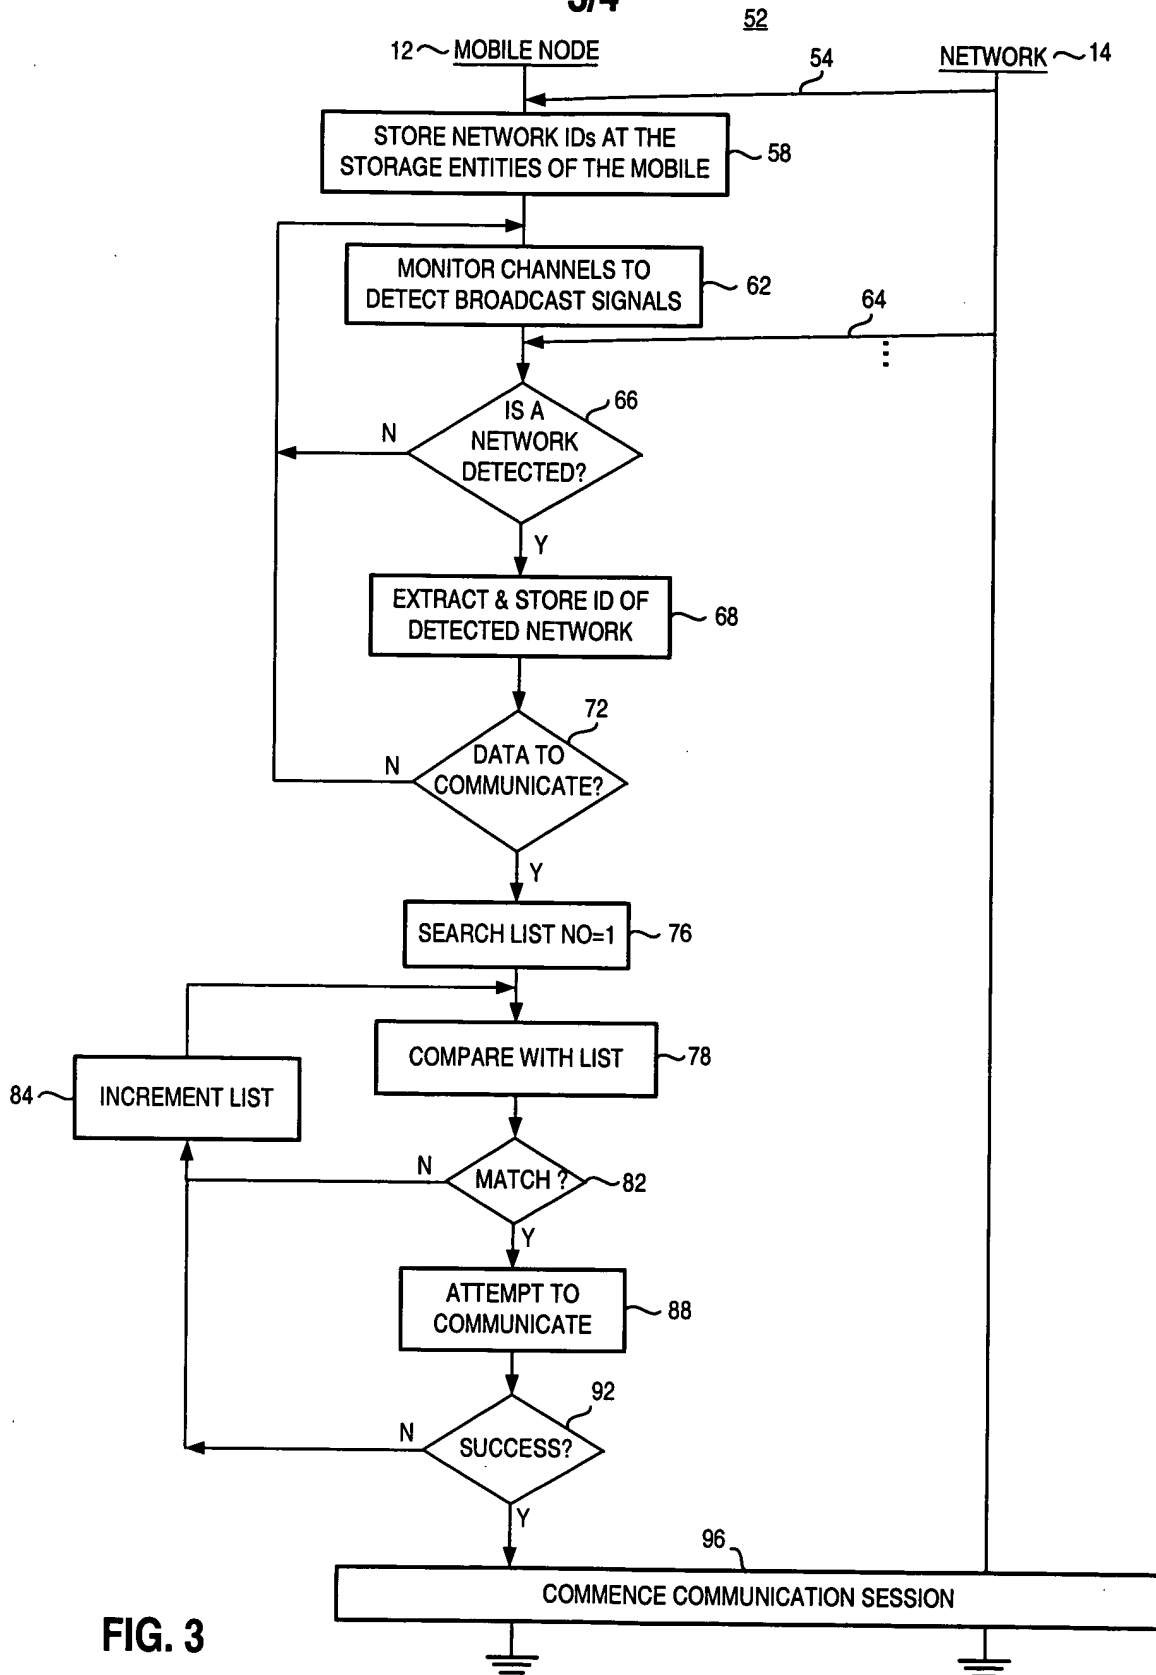 3/4
52
12 MOBILE NODE
NETWORK 14
54
STORE NETWORK IDs AT THE
STORAGE ENTITIES OF THE MOBILE
58
MONITOR CHANNELS TO
DETECT BROADCAST SIGNALS
62
64
IS A
NETWORK
DETECTED?
66
N
Y
EXTRACT & STORE ID OF
DETECTED NETWORK
68
72
DATA TO
COMMUNICATE?
N
Y
SEARCH LIST NO=1
76
COMPARE WITH LIST
78
84
INCREMENT LIST
N
MATCH ?
82
Y
ATTEMPT TO
COMMUNICATE
88
92
N
SUCCESS?
Y
96
COMMENCE COMMUNICATION SESSION
FIG. 3